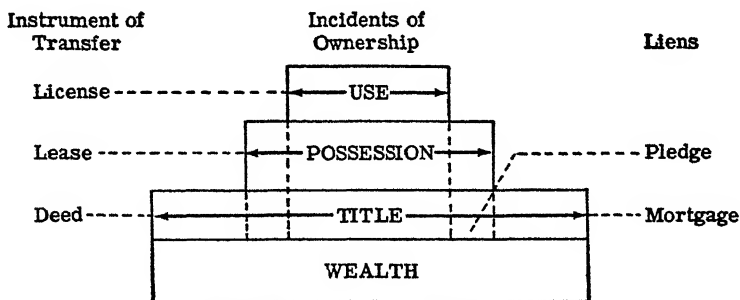 Instrument of Transfer
Incidents of Ownership
Liens
License
USE
Lease
POSSESSION
Pledge
Deed
TITLE
Mortgage
WEALTH